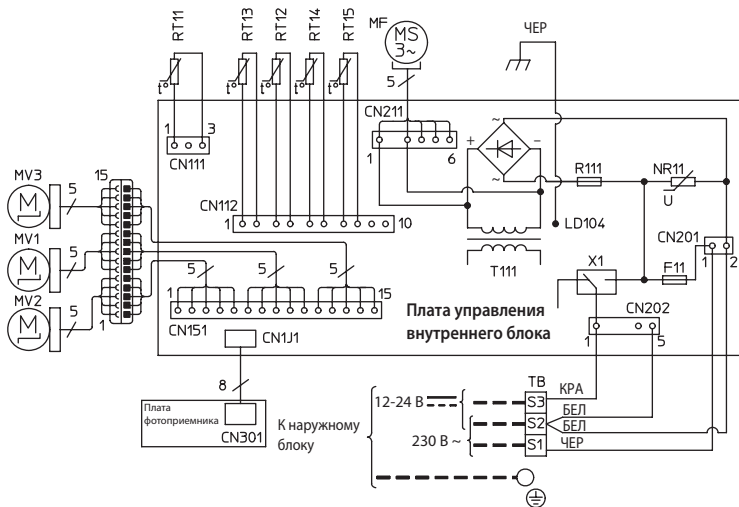 RT11
RT13
RT12
RT14
RT15
MF
MS
3~
ЧЕР
t°
t°
t°
t°
t°
5
1
3
CN111
CN211
1
6
+
~
−
~
R111
NR11
U
MV3
5
15
MV1
5
MV2
5
1
CN112
1
10
LD104
CN201
1
2
T111
X1
F11
5
5
5
1
15
CN151
CN1J1
Плата управления
внутреннего блока
CN202
1
5
8
Плата
фотоприемника
CN301
К наружному
блоку
12-24 В
230 В ~
TB
S3
S2
S1
КРА
БЕЛ
БЕЛ
ЧЕР